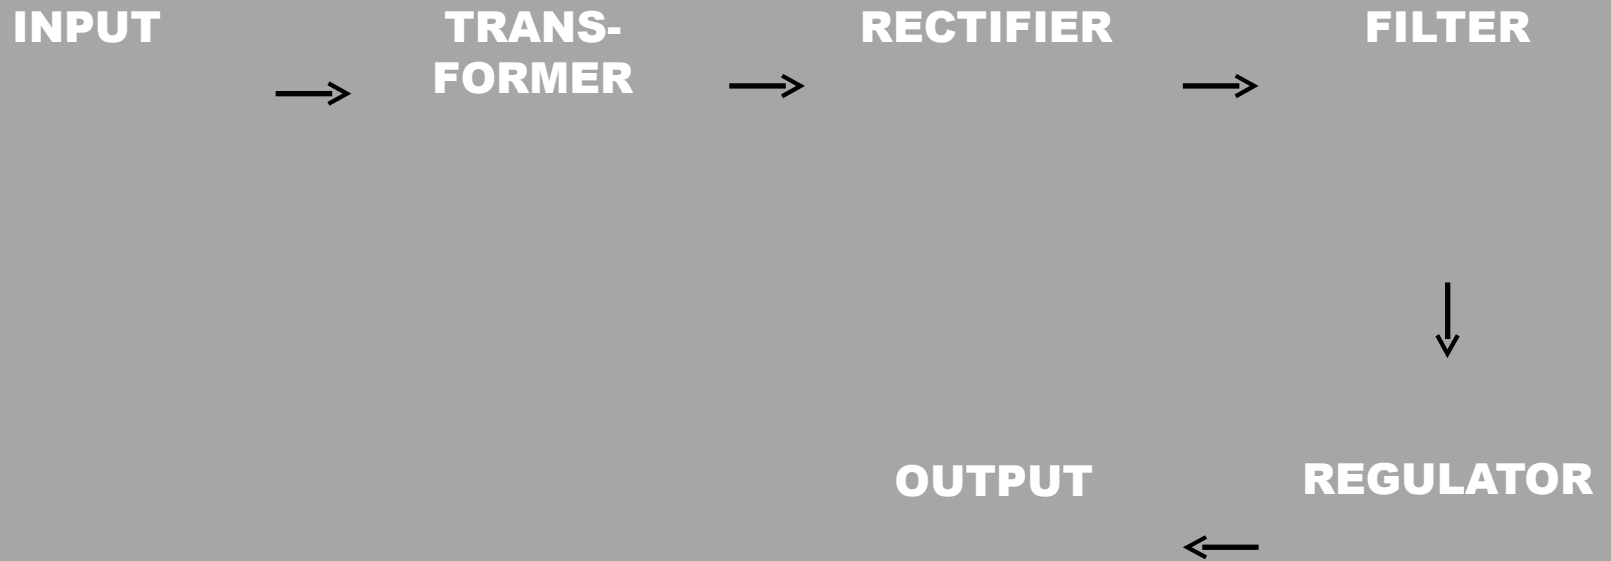 INPUT
TRANS-
FORMER
RECTIFIER
FILTER
OUTPUT
REGULATOR